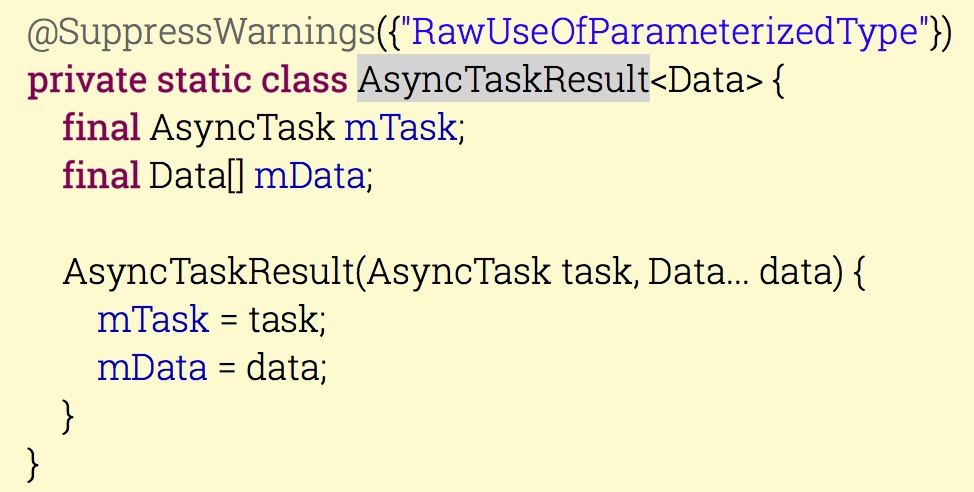 @SuppressWarnings({"RawUseOfParameterizedType"})
private static class AsyncTaskResult<Data> {
    final AsyncTask mTask;
    final Data[] mData;

    AsyncTaskResult(AsyncTask task, Data... data) {
        mTask = task;
        mData = data;
    }
}